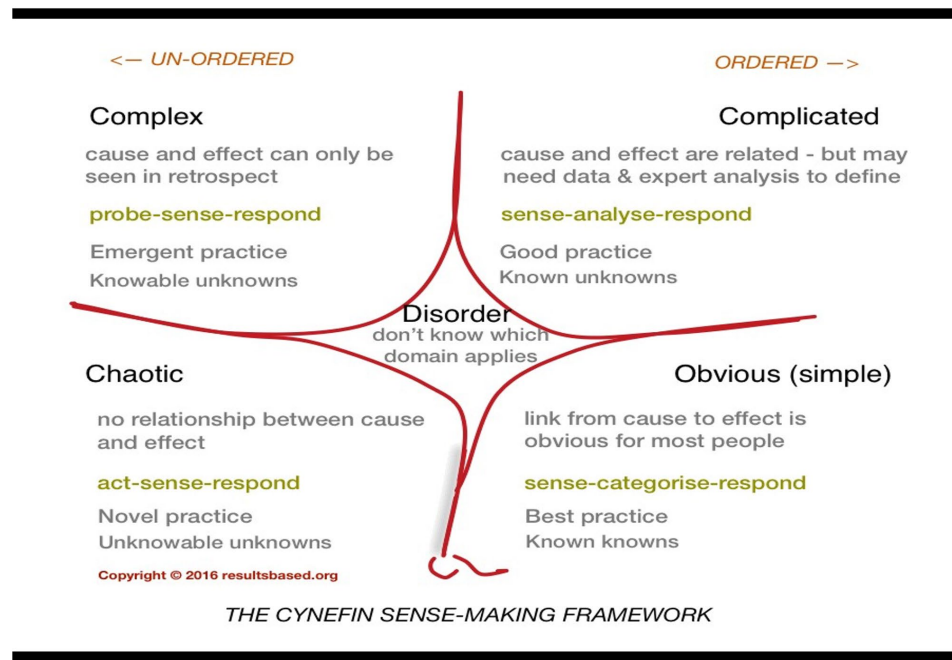 <— UN-ORDERED
ORDERED —>
Complex
cause and effect can only be
seen in retrospect
probe-sense-respond
Emergent practice
Knowable unknowns
Complicated
cause and effect are related - but may
need data & expert analysis to define
sense-analyse-respond
Good practice
Known unknowns
Disorder
don't know which
domain applies
Chaotic
no relationship between cause
and effect
act-sense-respond
Novel practice
Unknowable unknowns
Obvious (simple)
link from cause to effect is
obvious for most people
sense-categorise-respond
Best practice
Known knowns
Copyright © 2016 resultsbased.org
THE CYNEFIN SENSE-MAKING FRAMEWORK